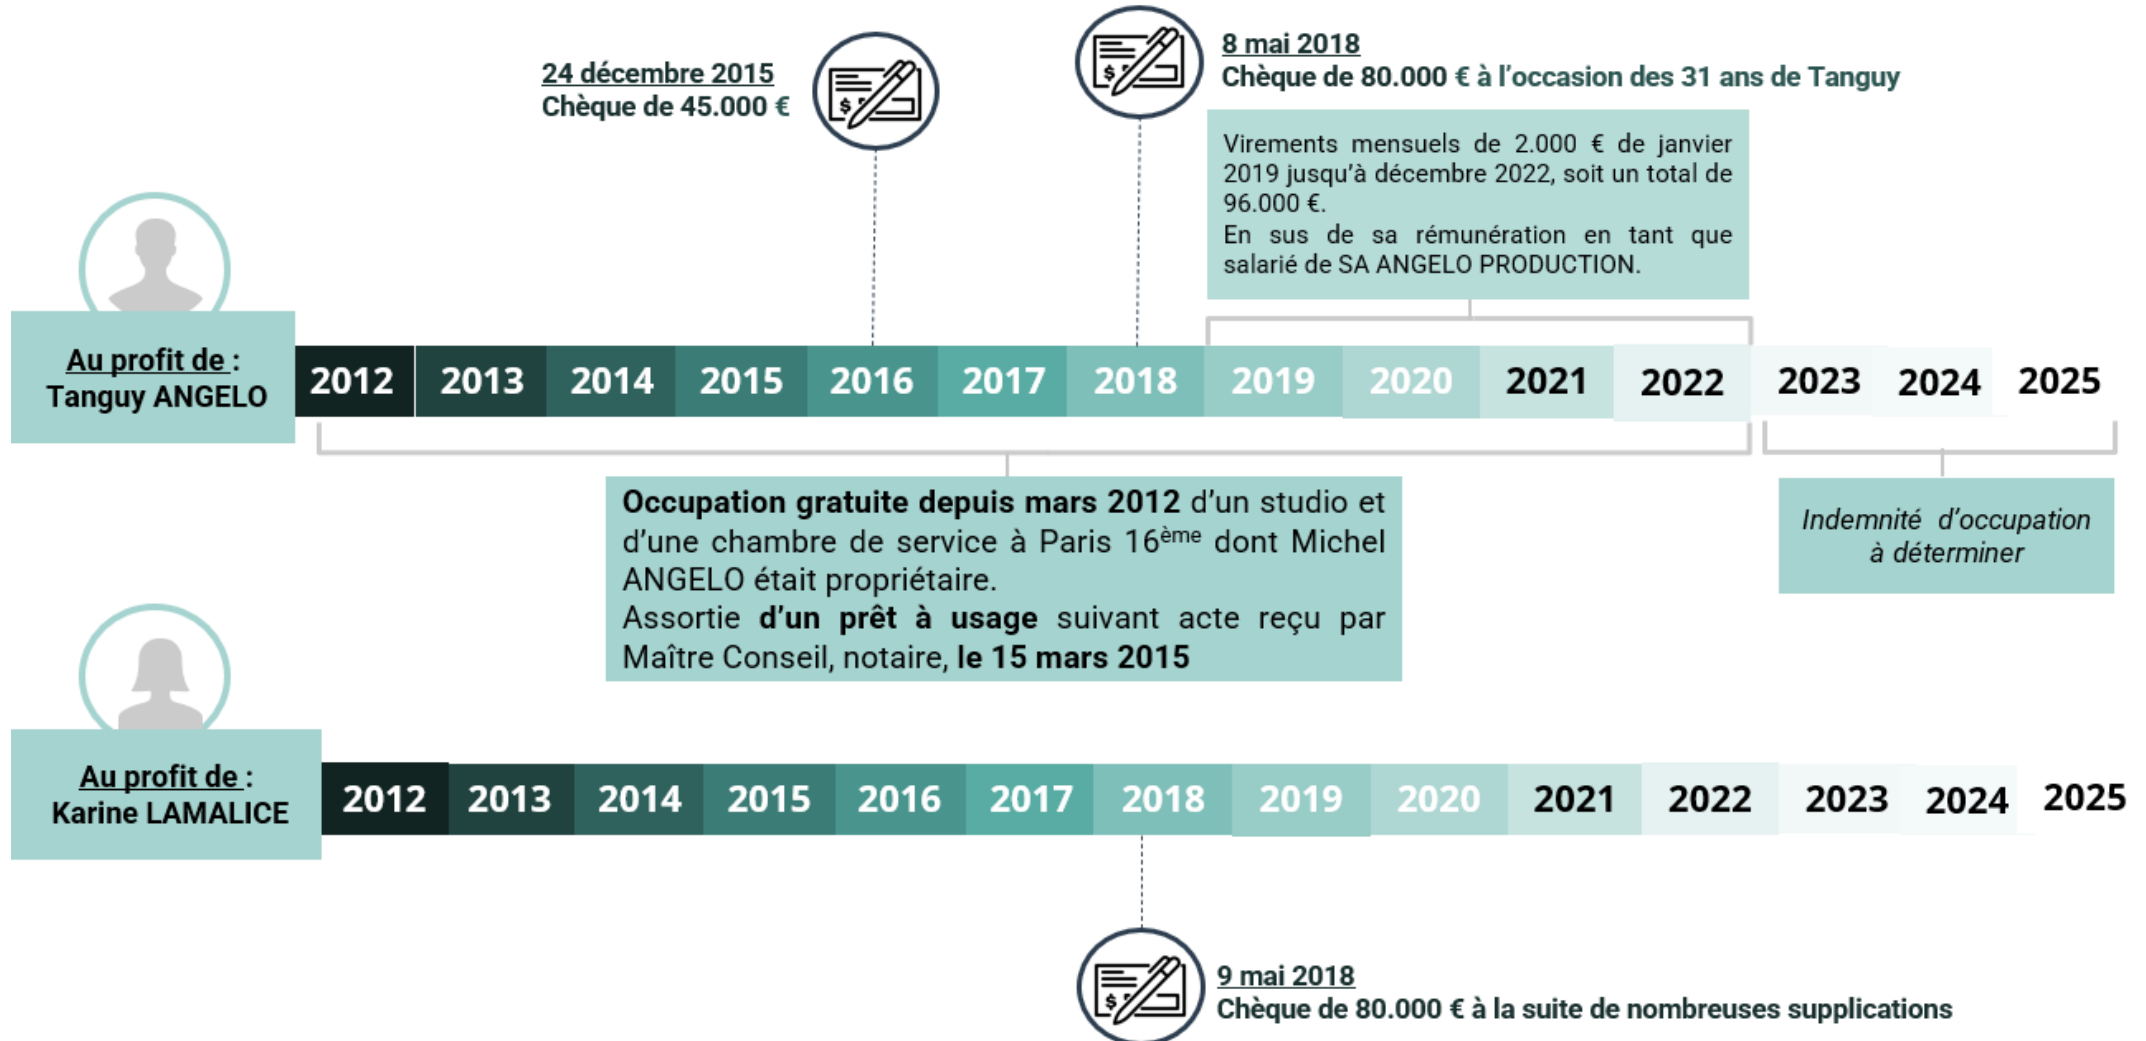 24 décembre 2015
Chèque de 45.000 €
8 mai 2018
Chèque de 80.000 € à l'occasion des 31 ans de Tanguy
Virements mensuels de 2.000 € de janvier
2019 jusqu'à décembre 2022, soit un total de
96.000 €.
En sus de sa rémunération en tant que
salarié de SA ANGELO PRODUCTION.
Au profit de :
Tanguy ANGELO
2012 2013 2014 2015 2016 2017 2018 2019 2020 2021 2022 2023 2024 2025
Occupation gratuite depuis mars 2012 d'un studio et
d'une chambre de service à Paris 16ème dont Michel
ANGELO était propriétaire.
Assortie d'un prêt à usage suivant acte reçu par
Maître Conseil, notaire, le 15 mars 2015
Indemnité d'occupation
à déterminer
Au profit de :
Karine LAMALICE
2012 2013 2014 2015 2016 2017 2018 2019 2020 2021 2022 2023 2024 2025
9 mai 2018
Chèque de 80.000 € à la suite de nombreuses supplications